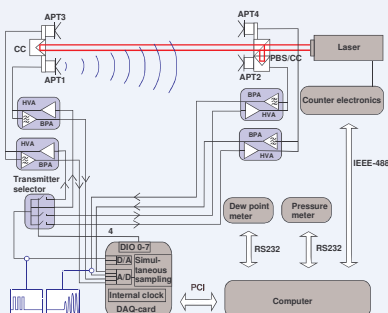 APT3
APT4
CC
Laser
PBS/CC
APT1
APT2
HVA
BPA
BPA
HVA
Counter electronics
HVA
BPA
BPA
HVA
IEEE-488
Transmitter
selector
Dew point
meter
Pressure
meter
4
DIO 0-7
RS232
RS232
D/A
A/D
Simul-
taneous
sampling
PCI
Internal clock
DAQ-card
Computer